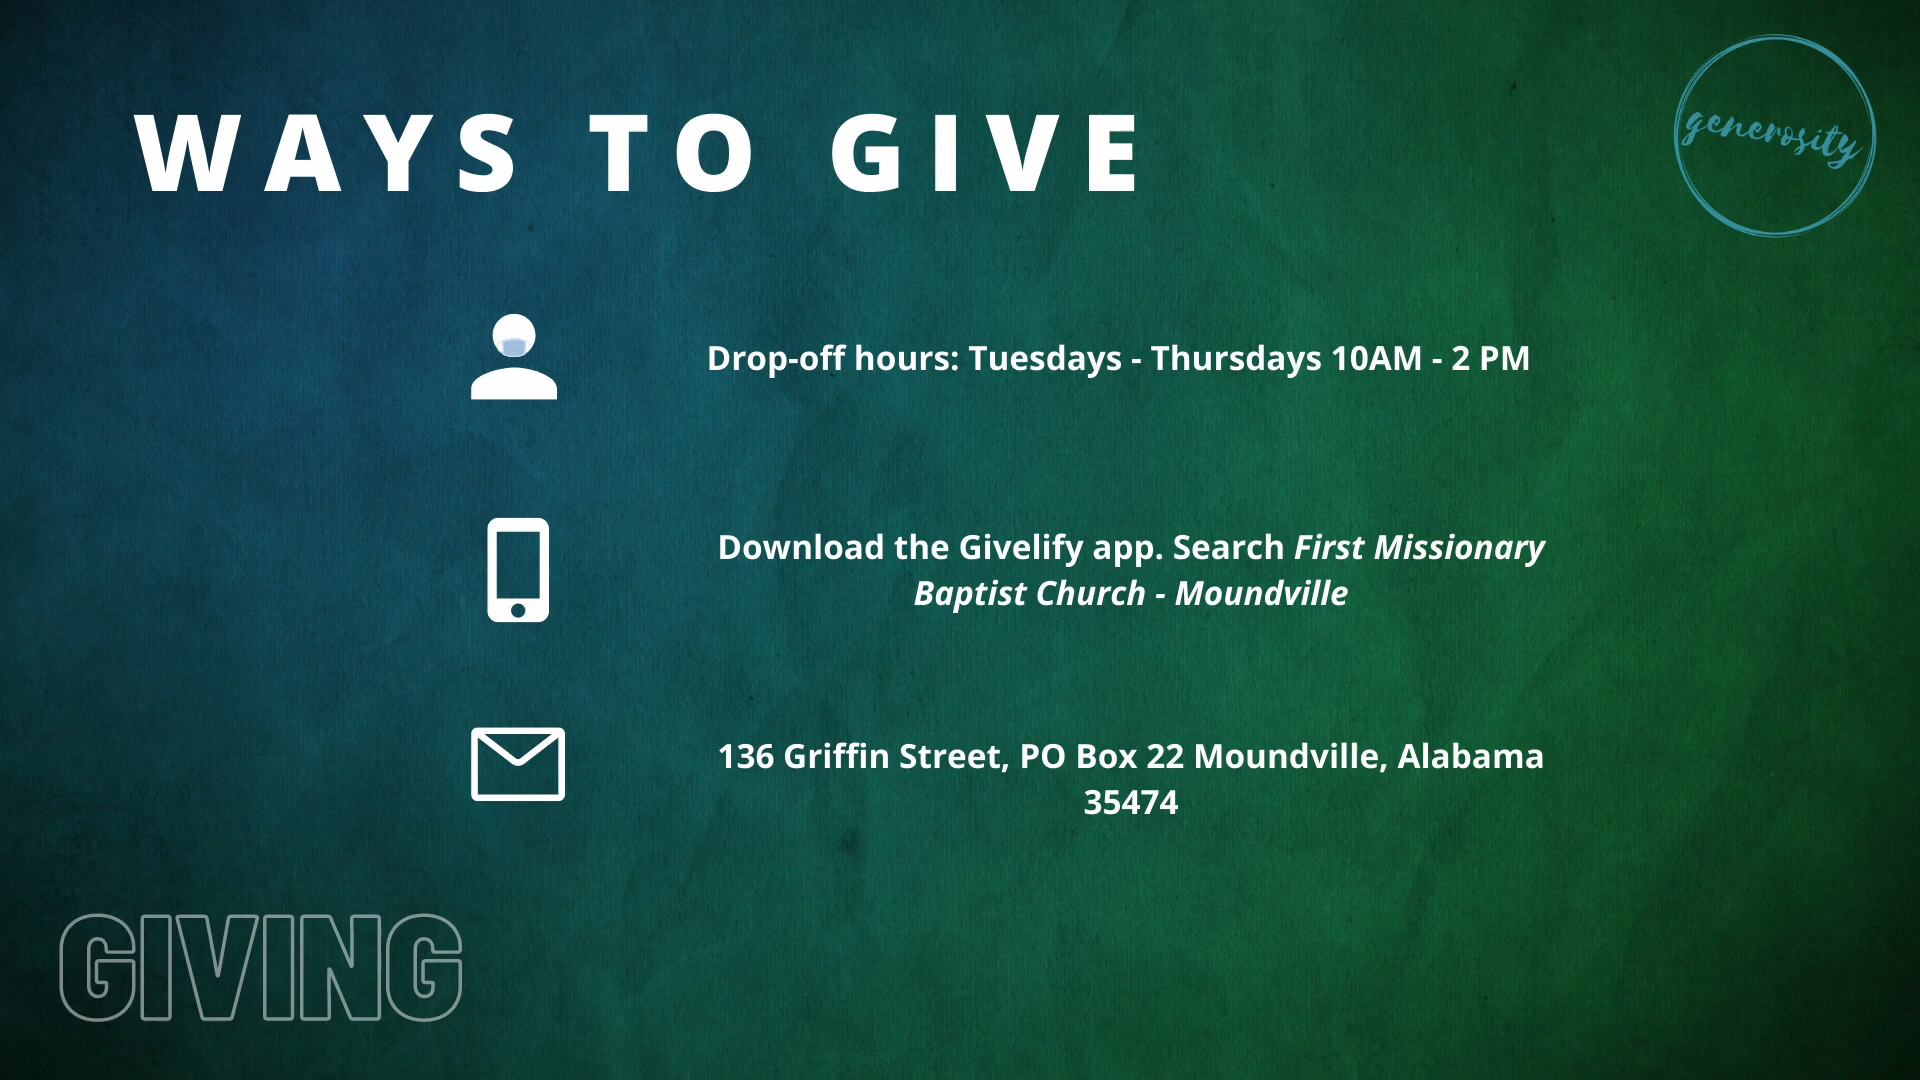 WAYS TO GIVE
generosity
Drop-off hours: Tuesdays - Thursdays 10AM - 2 PM
Download the Givelify app. Search First Missionary
Baptist Church - Moundville
136 Griffin Street, PO Box 22 Moundville, Alabama
35474
GIVING